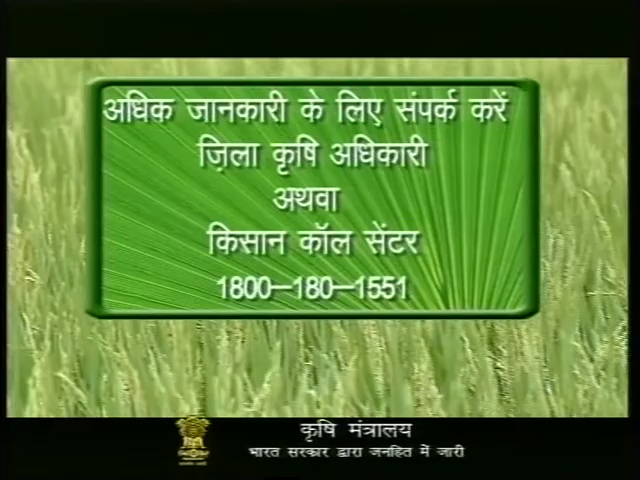 अधिक जानकारी के लिए संपर्क करें
ज़िला कृषि अधिकारी
अथवा
किसान कॉल सेंटर
1800–180–1551
कृषि मंत्रालय
भारत सरकार द्वारा जनहित में जारी